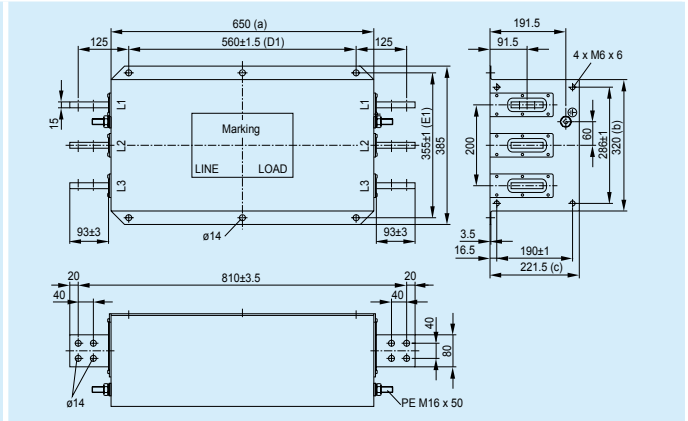 650 (a)
125
560±1.5 (D1)
125
L1
L1
15
Marking
L2
L2
LINE
LOAD
L3
L3
355±1 (E1)
385
93±3
ø14
93±3
191.5
91.5
4 x M6 x 6
200
60
286±1
320 (b)
3.5
16.5
190±1
221.5 (c)
20
810±3.5
20
40
40
40
80
ø14
PE M16 x 50